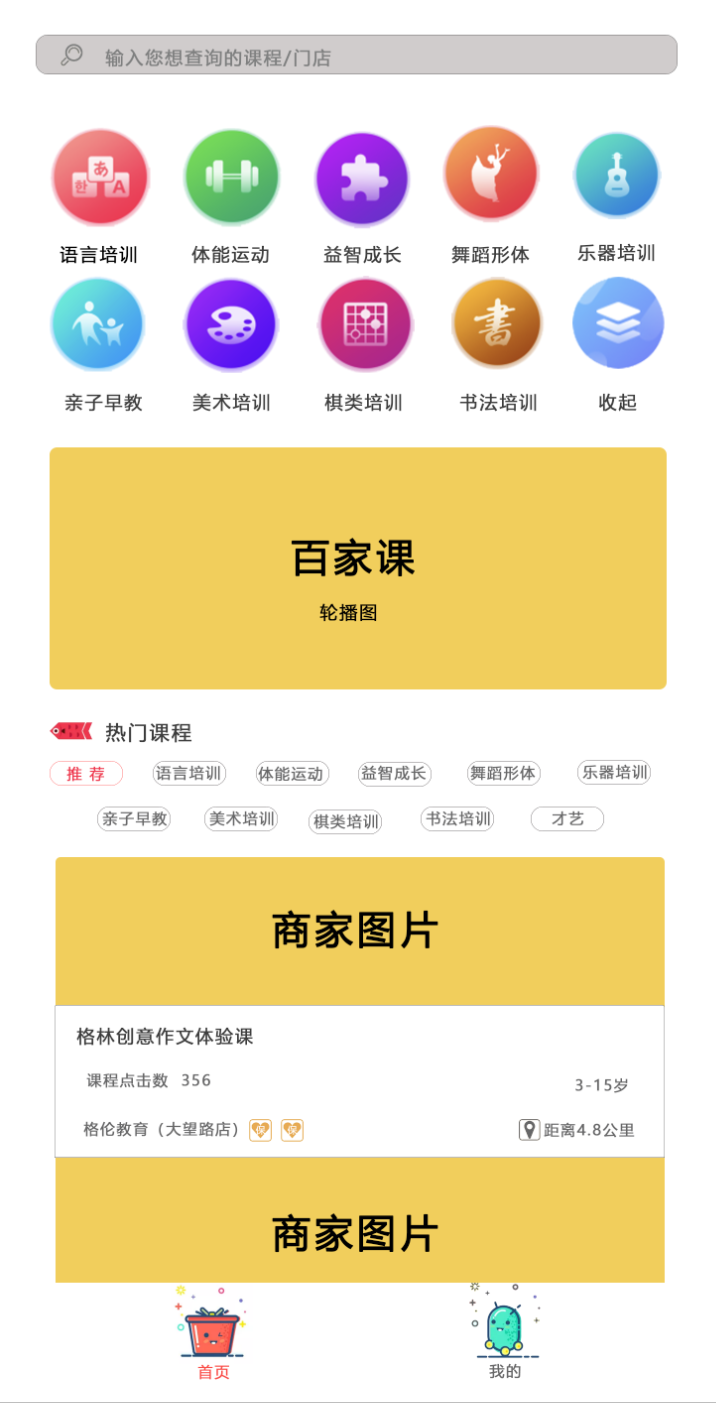 输入您想查询的课程/门店
あ
한 A
語言培训 体能运动 益智成长 舞蹈形体 乐器培训
書
亲子早教 美术培训 棋类培训 书法培训 收起
百家课
轮播图
热门课程
推 荐 语言培训 体能运动 益智成长 舞蹈形体 乐器培训
亲子早教 美术培训 棋类培训 书法培训 才艺
商家图片
格林创意作文体验课
课程点击数 356
3-15岁
格伦教育（大望路店） 距离4.8公里
商家图片
首页 我的